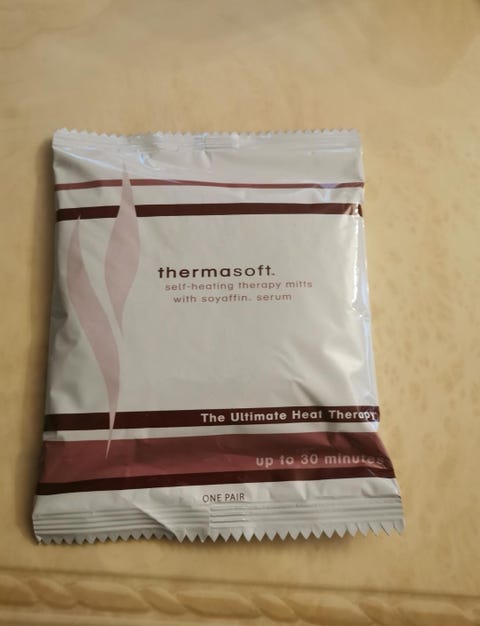 thermasoft.
self-heating therapy mitts
with soyaffin. serum
The Ultimate Heat Therapy
up to 30 minutes
ONE PAIR